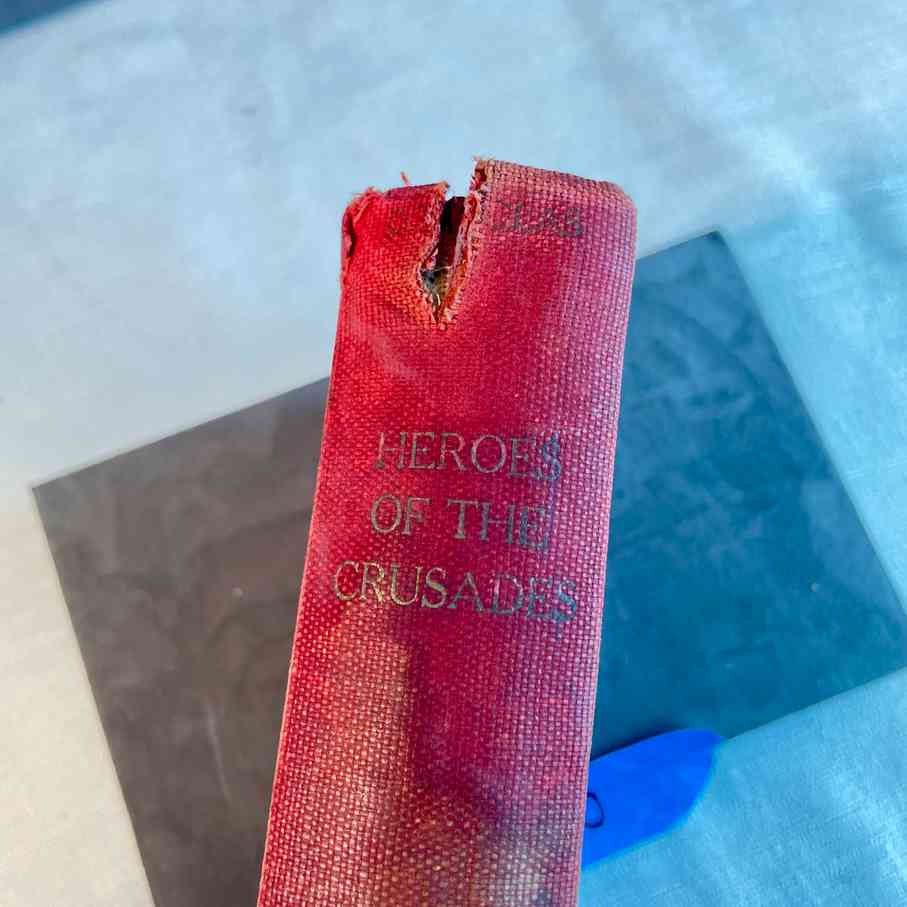 HEROES
OF THE
CRUSADES